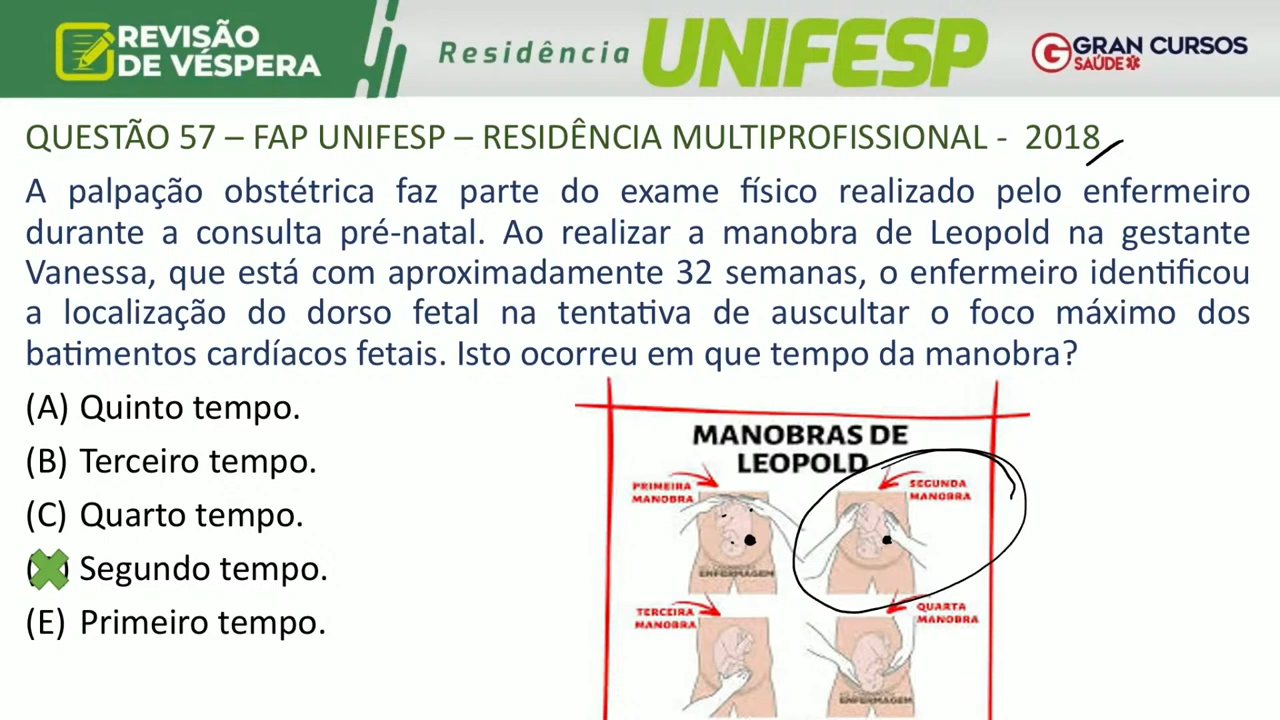 REVISÃO
DE VÉSPERA
Residência
UNIFESP
GRAN CURSOS
SAÚDE
QUESTÃO 57 – FAP UNIFESP – RESIDÊNCIA MULTIPROFISSIONAL - 2018
A palpação obstétrica faz parte do exame físico realizado pelo enfermeiro
durante a consulta pré-natal. Ao realizar a manobra de Leopold na gestante
Vanessa, que está com aproximadamente 32 semanas, o enfermeiro identificou
a localização do dorso fetal na tentativa de auscultar o foco máximo dos
batimentos cardíacos fetais. Isto ocorreu em que tempo da manobra?
(A) Quinto tempo.
(B) Terceiro tempo.
(C) Quarto tempo.
Segundo tempo.
(E) Primeiro tempo.
MANOBRAS DE
LEOPOLD
PRIMEIRA
MANOBRA
SEGUNDA
MANOBRA
ENFERMAGEM
TERCEIRA
MANOBRA
QUARTA
MANOBRA
ENFERMAGEM